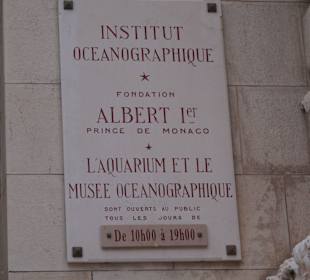 INSTITUT
OCEANOGRAPHIQUE
FONDATION
ALBERT Ier
PRINCE DE MONACO
L'AQUARIUM ET LE
MUSEE OCEANOGRAPHIQUE
SONT OUVERTS AU PUBLIC
TOUS LES JOURS DE
De 10h00 à 19h00